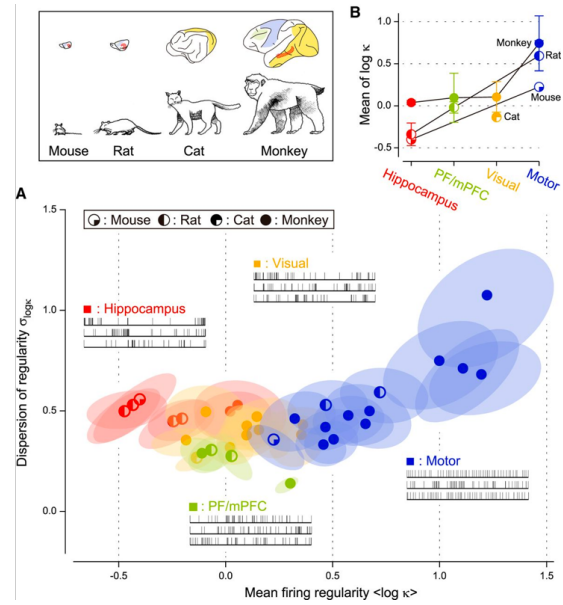 Mouse Rat Cat Monkey
B
Mean of log κ
1.0
0.5
0.0
-0.5
Monkey
Rat
Mouse
Cat
Hippocampus
PF/mPFC
Visual
Motor
A
Dispersion of regularity σlogκ
1.5
1.0
0.5
0.0
: Mouse : Rat : Cat : Monkey
: Visual
: Hippocampus
: Motor
: PF/mPFC
-0.5 0.0 0.5 1.0 1.5
Mean firing regularity <log κ>